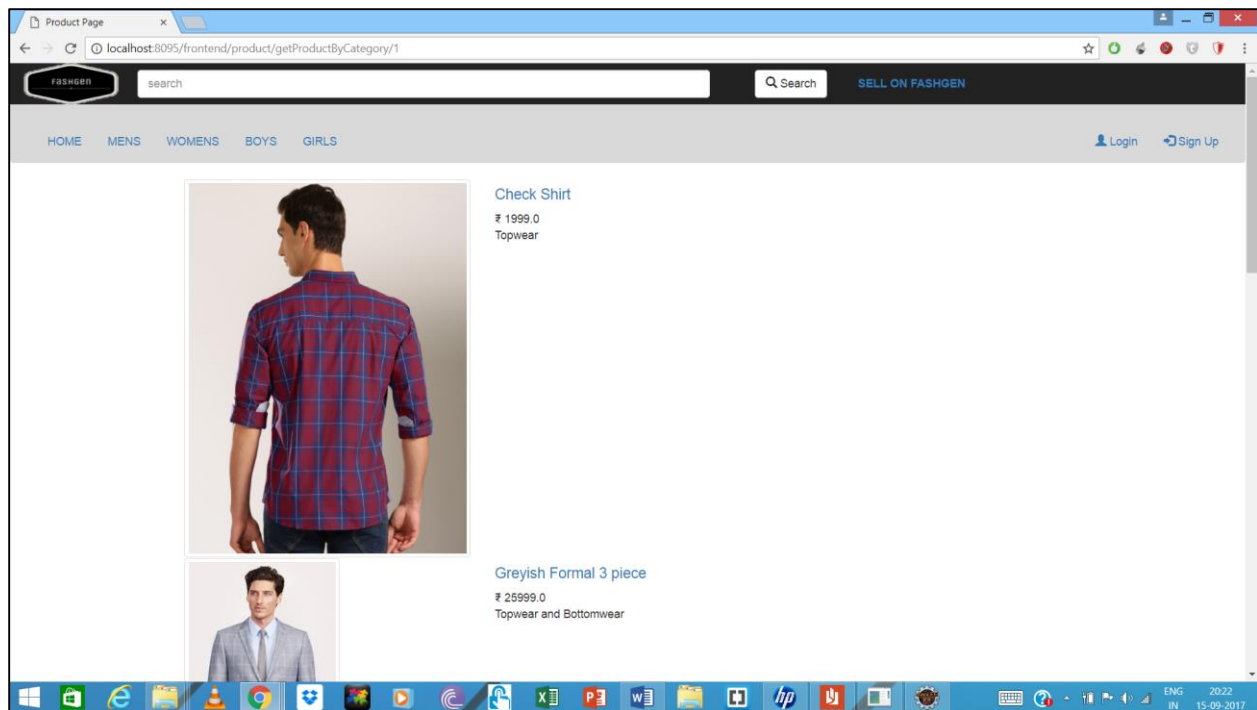 Product Page
localhost:8095/frontend/product/getProductByCategory/1
FASHGEN
search
Search
SELL ON FASHGEN
HOME MENS WOMENS BOYS GIRLS
Login Sign Up
Check Shirt
₹ 1999.0
Topwear
Greyish Formal 3 piece
₹ 25999.0
Topwear and Bottomwear
ENG 20:22
IN 15-09-2017